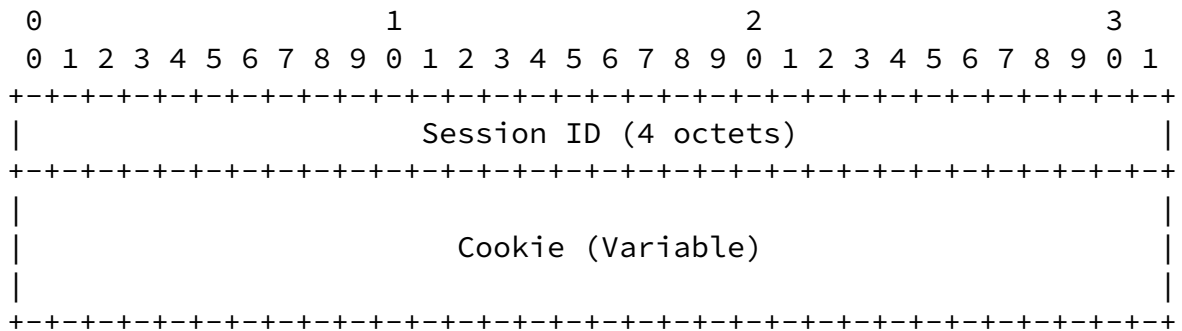 0                   1                   2                   3
 0 1 2 3 4 5 6 7 8 9 0 1 2 3 4 5 6 7 8 9 0 1 2 3 4 5 6 7 8 9 0 1
+-+-+-+-+-+-+-+-+-+-+-+-+-+-+-+-+-+-+-+-+-+-+-+-+-+-+-+-+-+-+-+-+
|                      Session ID (4 octets)                    |
+-+-+-+-+-+-+-+-+-+-+-+-+-+-+-+-+-+-+-+-+-+-+-+-+-+-+-+-+-+-+-+-+
|                                                               |
|                        Cookie (Variable)                      |
|                                                               |
+-+-+-+-+-+-+-+-+-+-+-+-+-+-+-+-+-+-+-+-+-+-+-+-+-+-+-+-+-+-+-+-+